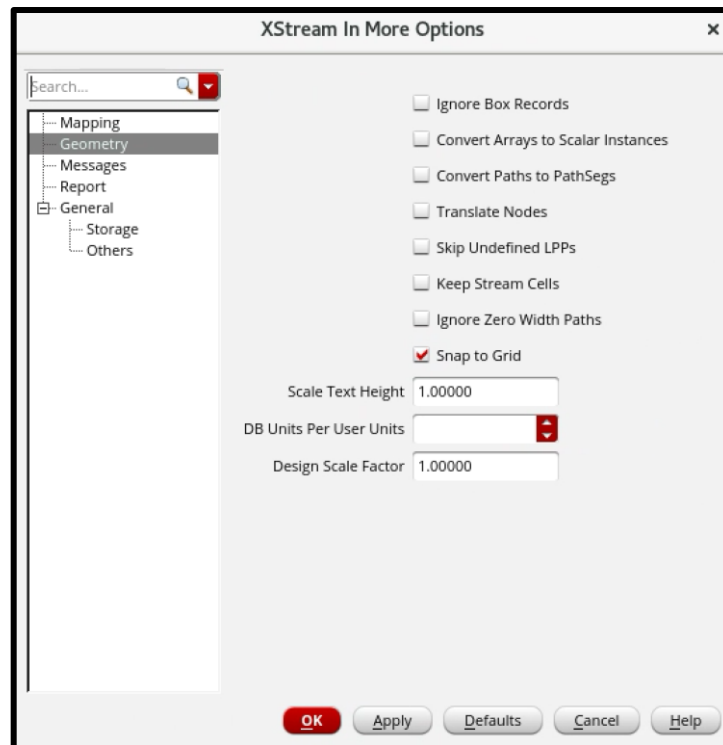 XStream In More Options
Search...
Mapping
Geometry
Messages
Report
General
Storage
Others
Ignore Box Records
Convert Arrays to Scalar Instances
Convert Paths to PathSegs
Translate Nodes
Skip Undefined LPPs
Keep Stream Cells
Ignore Zero Width Paths
Snap to Grid
Scale Text Height 1.00000
DB Units Per User Units
Design Scale Factor 1.00000
OK Apply Defaults Cancel Help